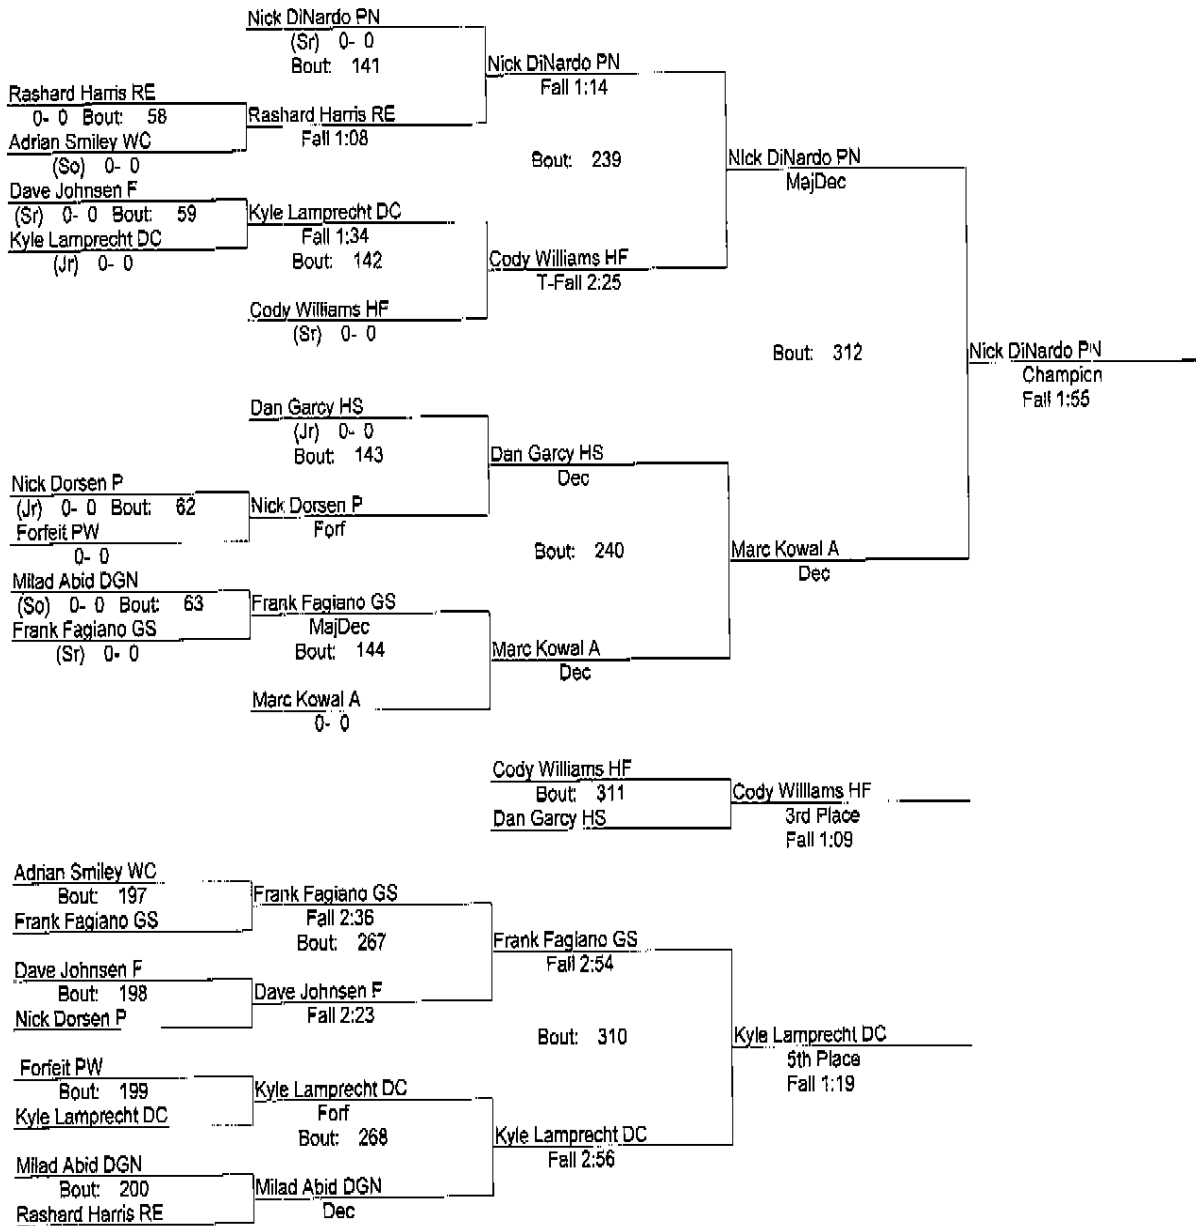 Nick DiNardo PN
(Sr) 0- 0
Bout: 141
Nick DiNardo PN
Fall 1:14
Rashard Harris RE
0- 0 Bout: 58
Rashard Harris RE
Fall 1:08
Adrian Smiley WC
(So) 0- 0
Bout: 239
Nick DiNardo PN
MajDec
Dave Johnsen F
(Sr) 0- 0 Bout: 59
Kyle Lamprecht DC
Fall 1:34
Kyle Lamprecht DC
(Jr) 0- 0
Bout: 142
Cody Williams HF
T-Fall 2:25
Cody Williams HF
(Sr) 0- 0
Bout: 312
Nick DiNardo PN
Champion
Fall 1:55
Dan Garcy HS
(Jr) 0- 0
Bout: 143
Dan Garcy HS
Dec
Nick Dorsen P
(Jr) 0- 0 Bout: 62
Nick Dorsen P
Forf
Forfeit PW
0- 0
Bout: 240
Marc Kowal A
Dec
Milad Abid DGN
(So) 0- 0 Bout: 63
Frank Fagiano GS
MajDec
Frank Fagiano GS
(Sr) 0- 0
Bout: 144
Marc Kowal A
Dec
Marc Kowal A
0- 0
Cody Williams HF
Bout: 311
Cody Williams HF
3rd Place
Fall 1:09
Dan Garcy HS
Adrian Smiley WC
Bout: 197
Frank Fagiano GS
Fall 2:36
Frank Fagiano GS
Bout: 267
Frank Fagiano GS
Fall 2:54
Dave Johnsen F
Bout: 198
Dave Johnsen F
Fall 2:23
Nick Dorsen P
Bout: 310
Kyle Lamprecht DC
5th Place
Fall 1:19
Forfeit PW
Bout: 199
Kyle Lamprecht DC
Forf
Kyle Lamprecht DC
Bout: 268
Kyle Lamprecht DC
Fall 2:56
Milad Abid DGN
Bout: 200
Milad Abid DGN
Dec
Rashard Harris RE